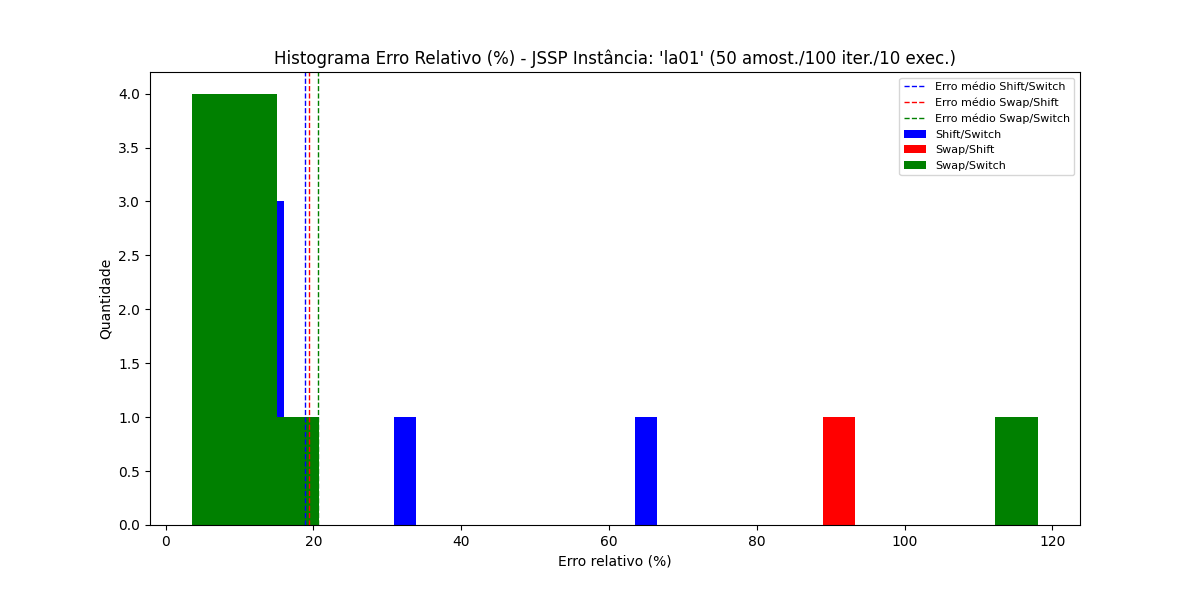 Histograma Erro Relativo (%) - JSSP Instância: 'la01' (50 amost./100 iter./10 exec.)
Quantidade
4.0
3.5
3.0
2.5
2.0
1.5
1.0
0.5
0.0
Erro médio Shift/Switch
Erro médio Swap/Shift
Erro médio Swap/Switch
Shift/Switch
Swap/Shift
Swap/Switch
0 20 40 60 80 100 120
Erro relativo (%)